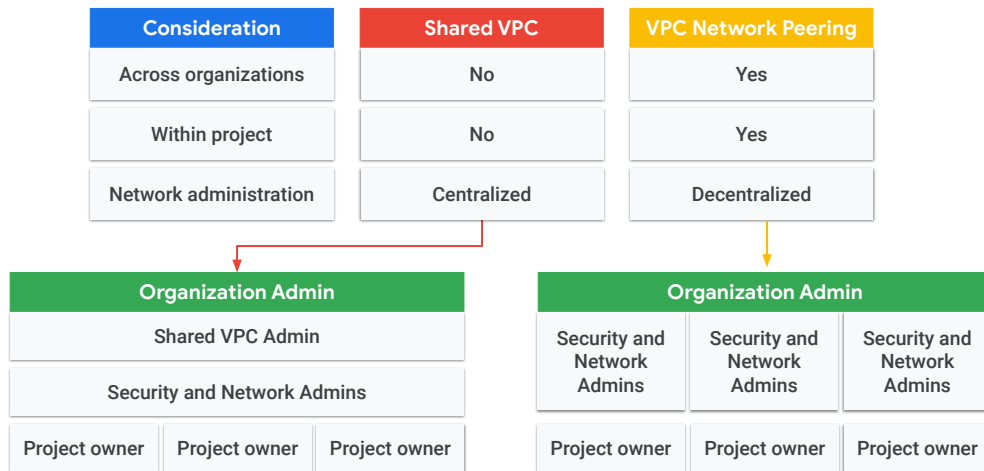 Consideration Shared VPC VPC Network Peering
Across organizations No Yes
Within project No Yes
Network administration Centralized Decentralized
Organization Admin
Shared VPC Admin
Security and Network Admins
Project owner Project owner Project owner
Organization Admin
Security and Network Admins
Security and Network Admins
Security and Network Admins
Project owner Project owner Project owner